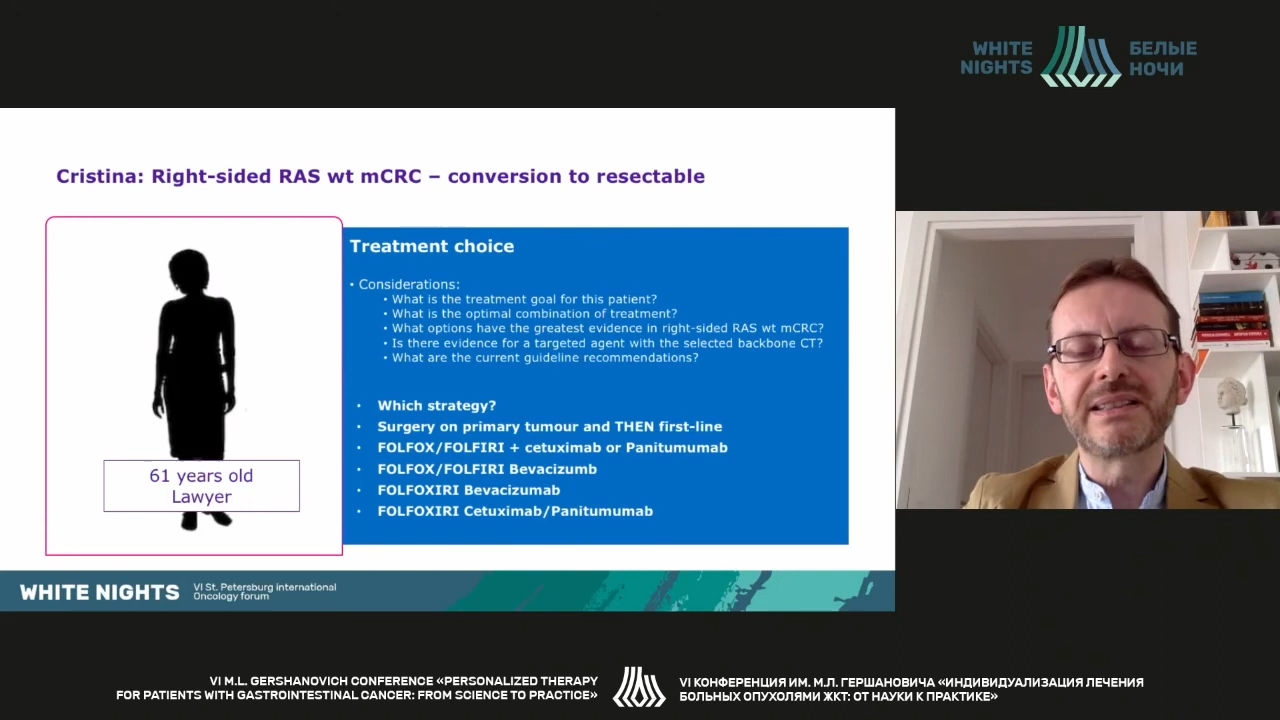 WHITE
NIGHTS
БЕЛЫЕ
НОЧИ
Cristina: Right-sided RAS wt mCRC – conversion to resectable
61 years old
Lawyer
Treatment choice
• Considerations:
• What is the treatment goal for this patient?
• What is the optimal combination of treatment?
• What options have the greatest evidence in right-sided RAS wt mCRC?
• Is there evidence for a targeted agent with the selected backbone CT?
• What are the current guideline recommendations?
• Which strategy?
• Surgery on primary tumour and THEN first-line
• FOLFOX/FOLFIRI + cetuximab or Panitumumab
• FOLFOX/FOLFIRI Bevacizumb
• FOLFOXIRI Bevacizumab
• FOLFOXIRI Cetuximab/Panitumumab
WHITE NIGHTS
VI St. Petersburg international
Oncology forum
VI M.L. GERSHANOVICH CONFERENCE «PERSONALIZED THERAPY
FOR PATIENTS WITH GASTROINTESTINAL CANCER: FROM SCIENCE TO PRACTICE»
VI КОНФЕРЕНЦИЯ ИМ. М.Л. ГЕРШАНОВИЧА «ИНДИВИДУАЛИЗАЦИЯ ЛЕЧЕНИЯ
БОЛЬНЫХ ОПУХОЛЯМИ ЖКТ: ОТ НАУКИ К ПРАКТИКЕ»